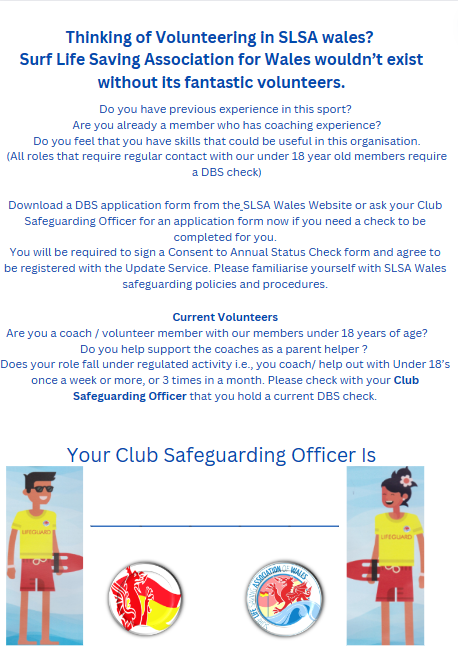 Thinking of Volunteering in SLSA wales?
Surf Life Saving Association for Wales wouldn't exist
without its fantastic volunteers.
Do you have previous experience in this sport?
Are you already a member who has coaching experience?
Do you feel that you have skills that could be useful in this organisation.
(All roles that require regular contact with our under 18 year old members require
a DBS check)
Download a DBS application form from the SLSA Wales Website or ask your Club
Safeguarding Officer for an application form now if you need a check to be
completed for you.
You will be required to sign a Consent to Annual Status Check form and agree to
be registered with the Update Service. Please familiarise yourself with SLSA Wales
safeguarding policies and procedures.
Current Volunteers
Are you a coach / volunteer member with our members under 18 years of age?
Do you help support the coaches as a parent helper ?
Does your role fall under regulated activity i.e., you coach/ help out with Under 18's
once a week or more, or 3 times in a month. Please check with your Club
Safeguarding Officer that you hold a current DBS check.
Your Club Safeguarding Officer Is
LIFEGUARD
LIFEGUARD
LIFE SAVING ASSOCIATION OF WALES